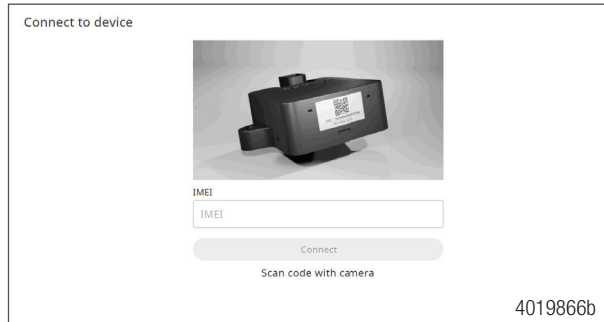 Connect to device
IMEI
IMEI
Connect
Scan code with camera
4019866b